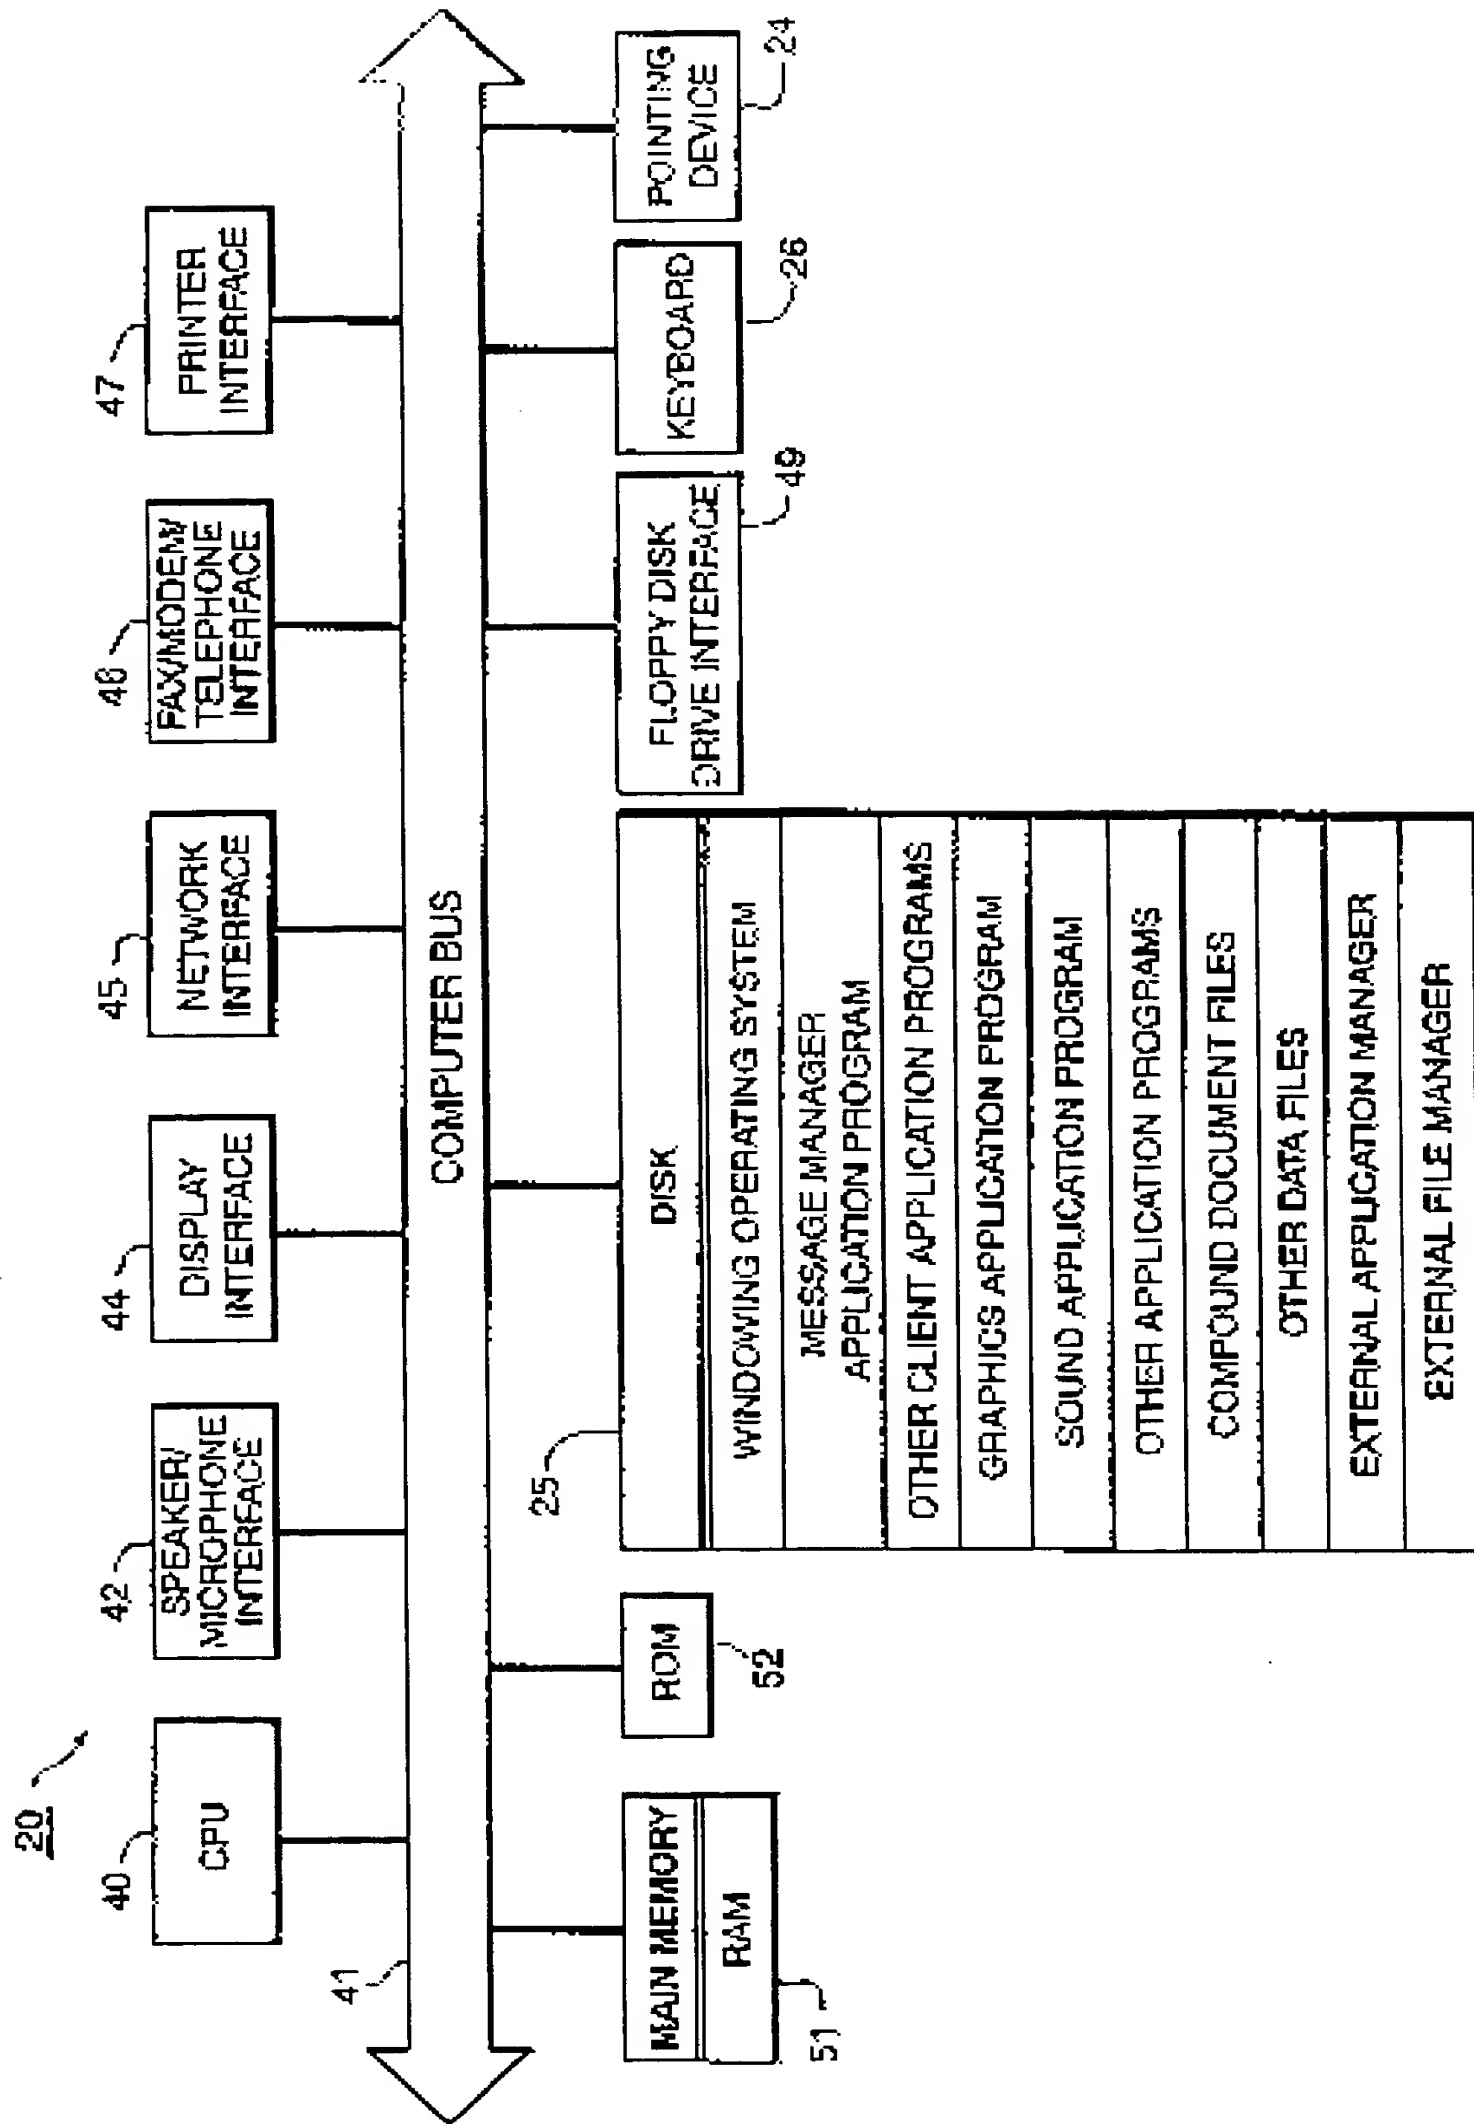 20
40
CPU
42
SPEAKER/
MICROPHONE
INTERFACE
44
DISPLAY
INTERFACE
45
NETWORK
INTERFACE
46
FAX/MODEM/
TELEPHONE
INTERFACE
47
PRINTER
INTERFACE
41
COMPUTER BUS
MAIN MEMORY
RAM
51
ROM
52
25
DISK
WINDOWING OPERATING SYSTEM
MESSAGE MANAGER
APPLICATION PROGRAM
OTHER CLIENT APPLICATION PROGRAMS
GRAPHICS APPLICATION PROGRAM
SOUND APPLICATION PROGRAM
OTHER APPLICATION PROGRAMS
COMPOUND DOCUMENT FILES
OTHER DATA FILES
EXTERNAL APPLICATION MANAGER
EXTERNAL FILE MANAGER
FLOPPY DISK
DRIVE INTERFACE
49
KEYBOARD
26
POINTING
DEVICE
24